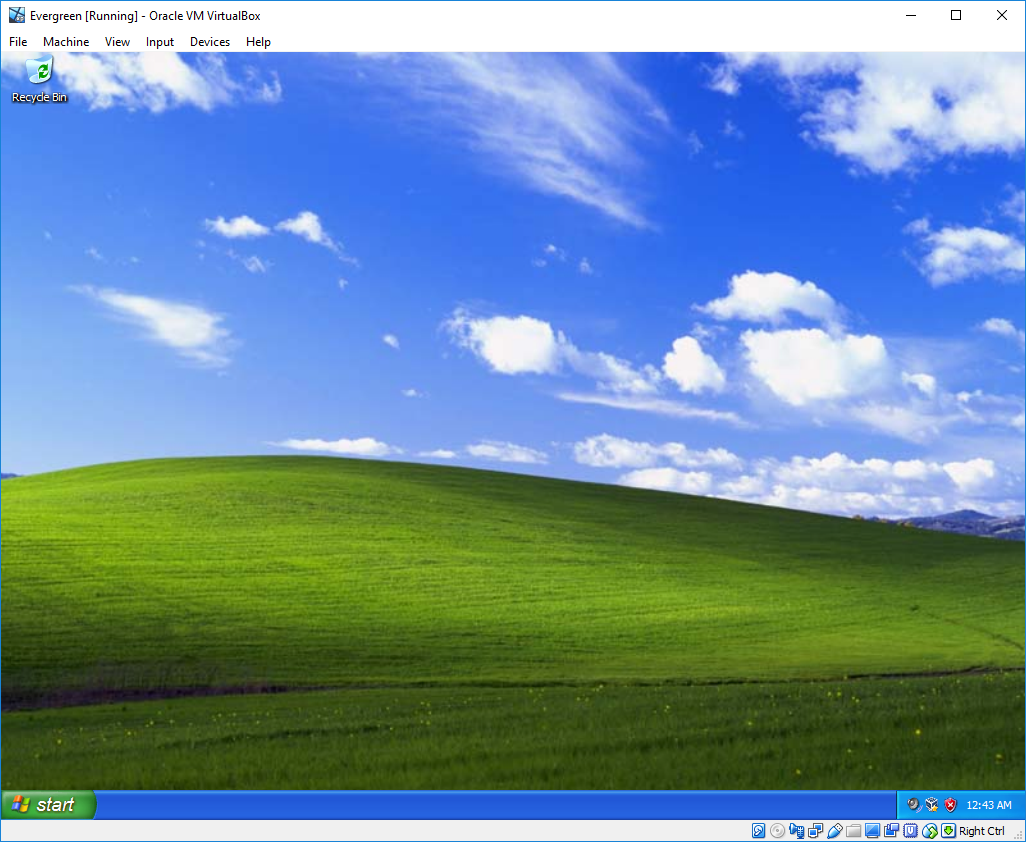 Evergreen [Running] - Oracle VM VirtualBox
File Machine View Input Devices Help
Recycle Bin
start
12:43 AM
Right Ctrl